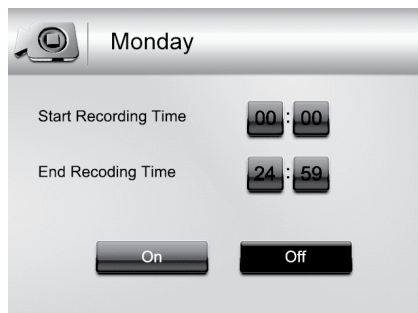 Monday
Start Recording Time 00 : 00
End Recoding Time 24 : 59
On Off